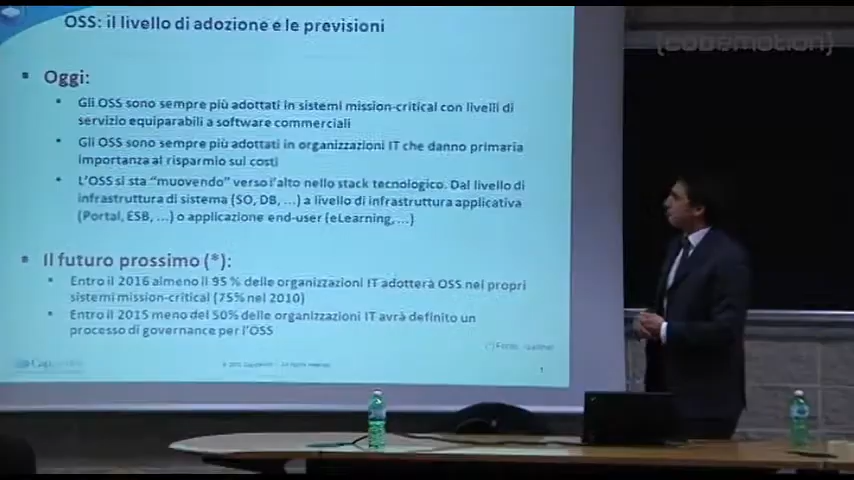 {codemotion}
OSS: il livello di adozione e le previsioni
Oggi:
Gli OSS sono sempre più adottati in sistemi mission-critical con livelli di
servizio equiparabili a software commerciali
Gli OSS sono sempre più adottati in organizzazioni IT che danno primaria
importanza al risparmio sui costi
L'OSS si sta "muovendo" verso l'alto nello stack tecnologico. Dal livello di
infrastruttura di sistema (SO, DB, ...) a livello di infrastruttura applicativa
(Portal, ESB, ...) o applicazione end-user (eLearning, ...)
Il futuro prossimo (*):
Entro il 2016 almeno il 95 % delle organizzazioni IT adotterà OSS nei propri
sistemi mission-critical (75% nel 2010)
Entro il 2015 meno del 50% delle organizzazioni IT avrà definito un
processo di governance per l'OSS
(*) Fonte: Gartner